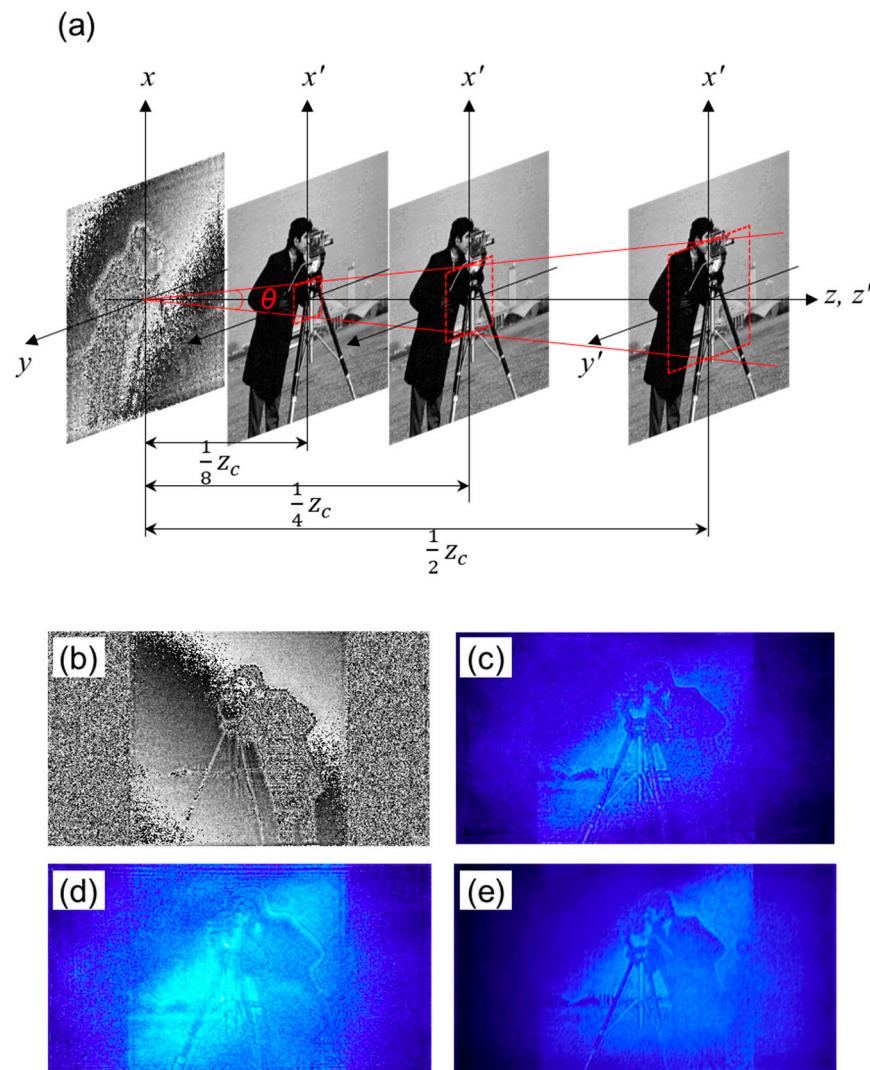 (a)
x
x′
x′
x′
θ
z, z′
y
y′
1/8 z_c
1/4 z_c
1/2 z_c
(b)
(c)
(d)
(e)